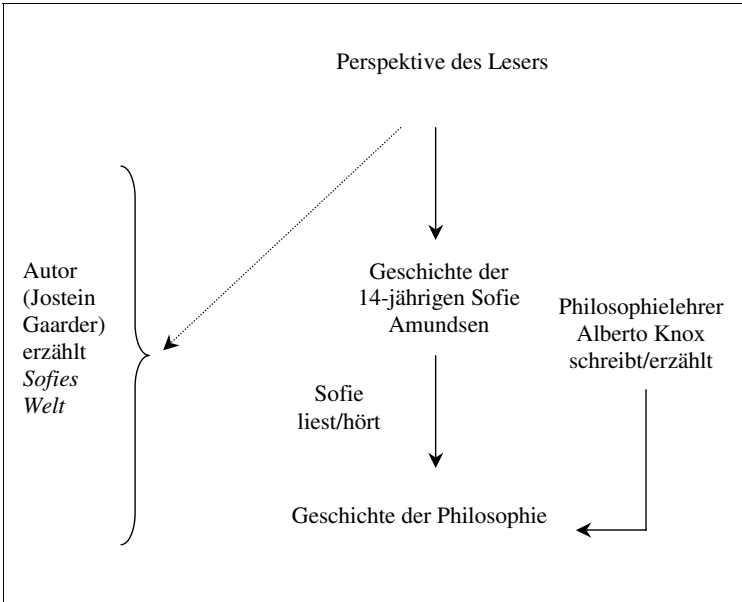 Perspektive des Lesers
Autor
(Jostein
Gaarder)
erzählt
Sofies
Welt
Geschichte der
14-jährigen Sofie
Amundsen
Philosophielehrer
Alberto Knox
schreibt/erzählt
Sofie
liest/hört
Geschichte der Philosophie